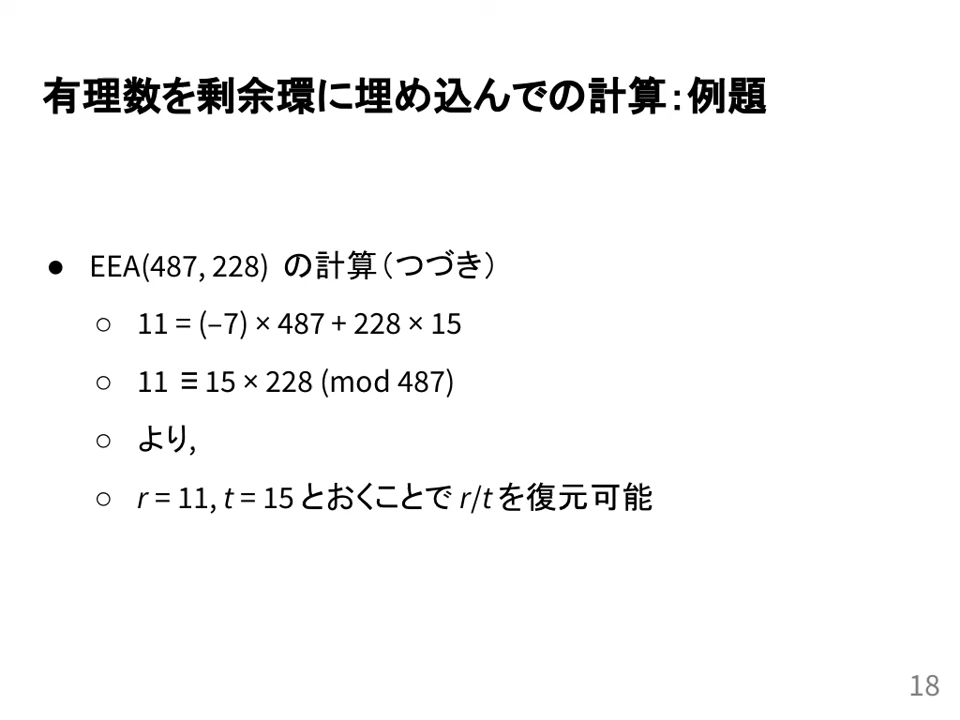 有理数を剰余環に埋め込んでの計算：例題
● EEA(487, 228) の計算（つづき）
○ 11 = (–7) × 487 + 228 × 15
○ 11 ≡ 15 × 228 (mod 487)
○ より,
○ r = 11, t = 15 とおくことで r/t を復元可能
18